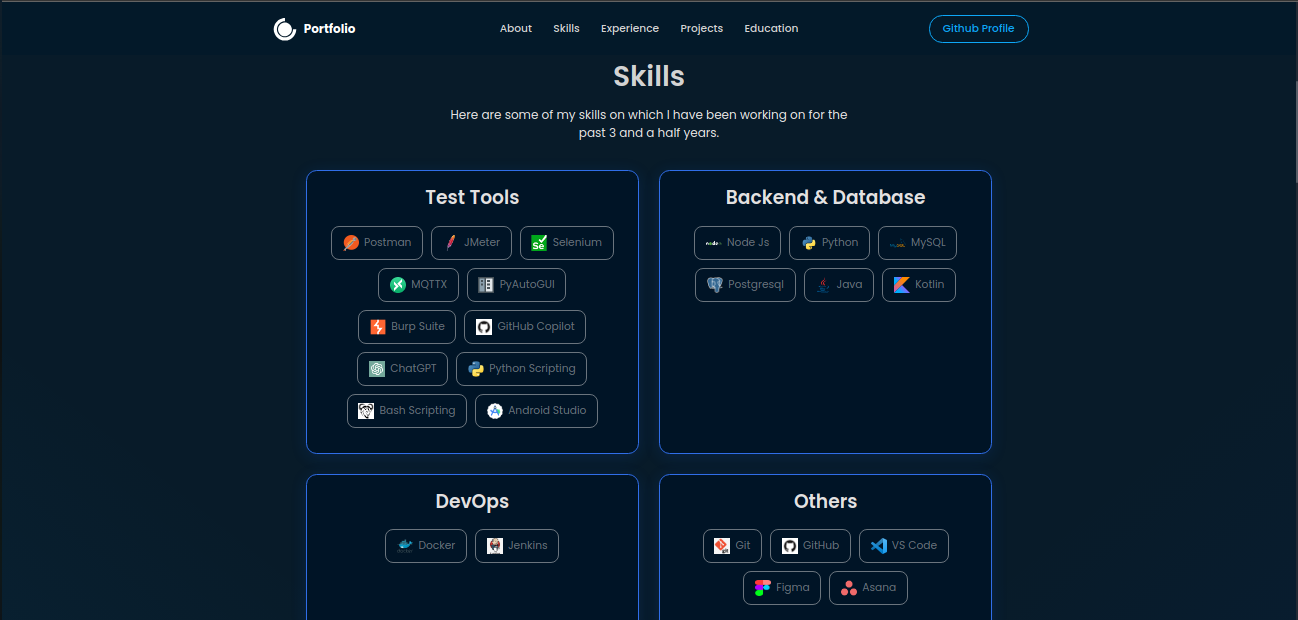 Portfolio About Skills Experience Projects Education Github Profile
Skills
Here are some of my skills on which I have been working on for the
past 3 and a half years.
Test Tools
Postman JMeter Selenium
MQTTX PyAutoGUI
Burp Suite GitHub Copilot
ChatGPT Python Scripting
Bash Scripting Android Studio
Backend & Database
Node Js Python MySQL
Postgresql Java Kotlin
DevOps
Docker Jenkins
Others
Git GitHub VS Code
Figma Asana